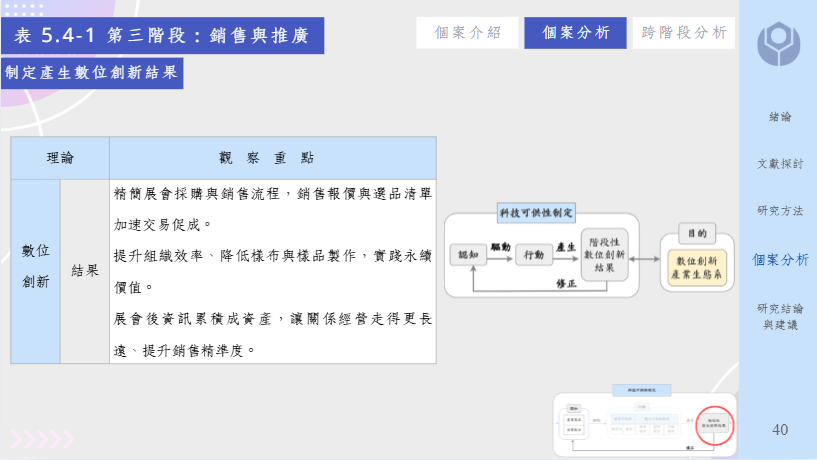 表 5.4-1 第三階段：銷售與推廣
個案介紹
個案分析
跨階段分析
制定產生數位創新結果
理論
觀 察 重 點
數位
創新
結果
精簡展會採購與銷售流程，銷售報價與選品清單
加速交易促成。
提升組織效率、降低樣布與樣品製作，實踐永續
價值。
展會後資訊累積成資產，讓關係經營走得更長
遠、提升銷售精準度。
科技可供性制定
認知
驅動
行動
產生
階段性
數位創新
結果
修正
目的
數位創新
產業生態系
緒論
文獻探討
研究方法
個案分析
研究結論
與建議
40